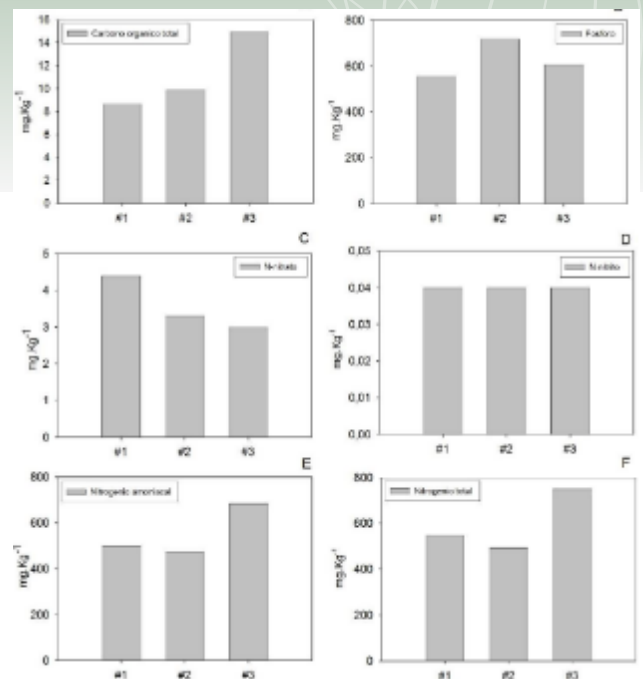 16
14
12
10
8
6
4
2
0
mg.Kg-1
Carbono organico total
#1 #2 #3
800
600
400
200
0
mg.Kg-1
Fosforo
#1 #2 #3
C
5
4
3
2
1
0
mg.Kg-1
N-nitrato
#1 #2 #3
D
0,05
0,04
0,03
0,02
0,01
0,00
mg.Kg-1
N-nitrito
#1 #2 #3
E
800
600
400
200
0
mg.Kg-1
Nitrogenio amoniacal
#1 #2 #3
F
800
600
400
200
0
mg.Kg-1
Nitrogenio total
#1 #2 #3